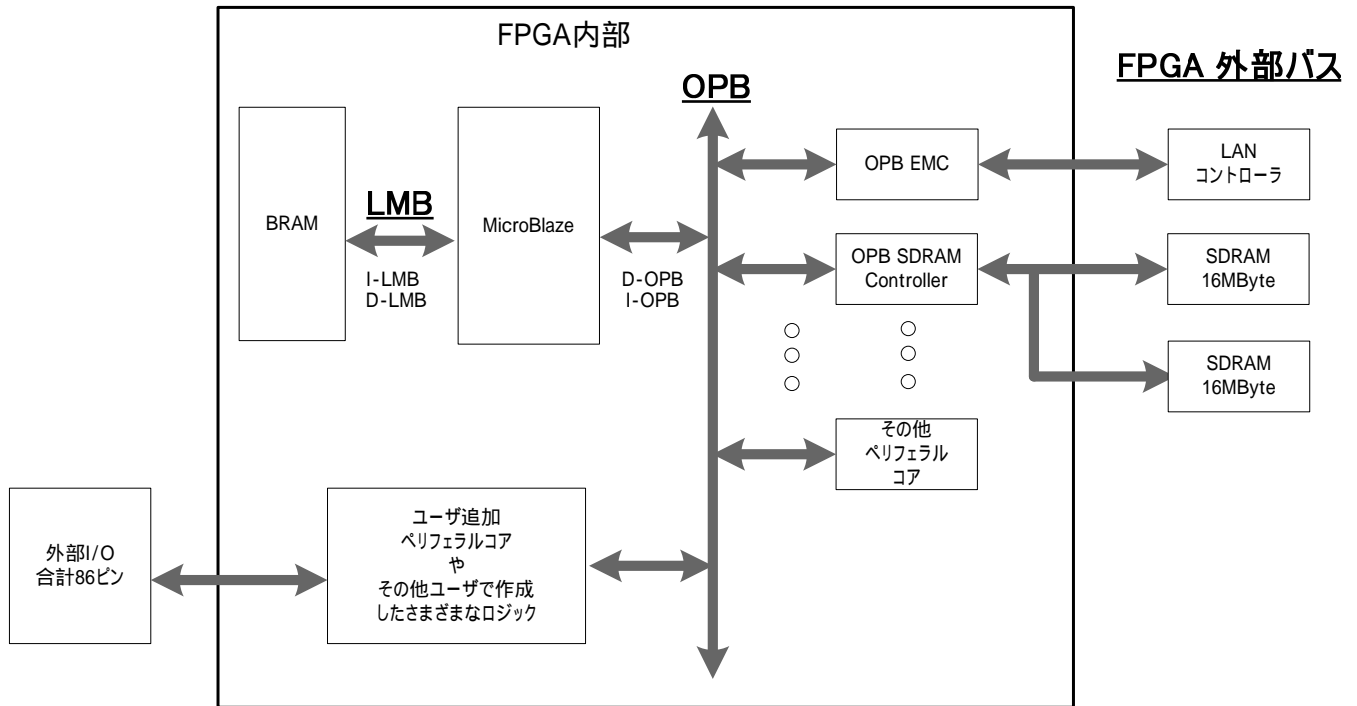 FPGA内部
FPGA 外部バス
OPB
BRAM
LMB
I-LMB
D-LMB
MicroBlaze
D-OPB
I-OPB
OPB EMC
LAN
コントローラ
OPB SDRAM
Controller
SDRAM
16MByte
SDRAM
16MByte
その他
ペリフェラル
コア
外部I/O
合計86ピン
ユーザ追加
ペリフェラルコア
や
その他ユーザで作成
したさまざまなロジック